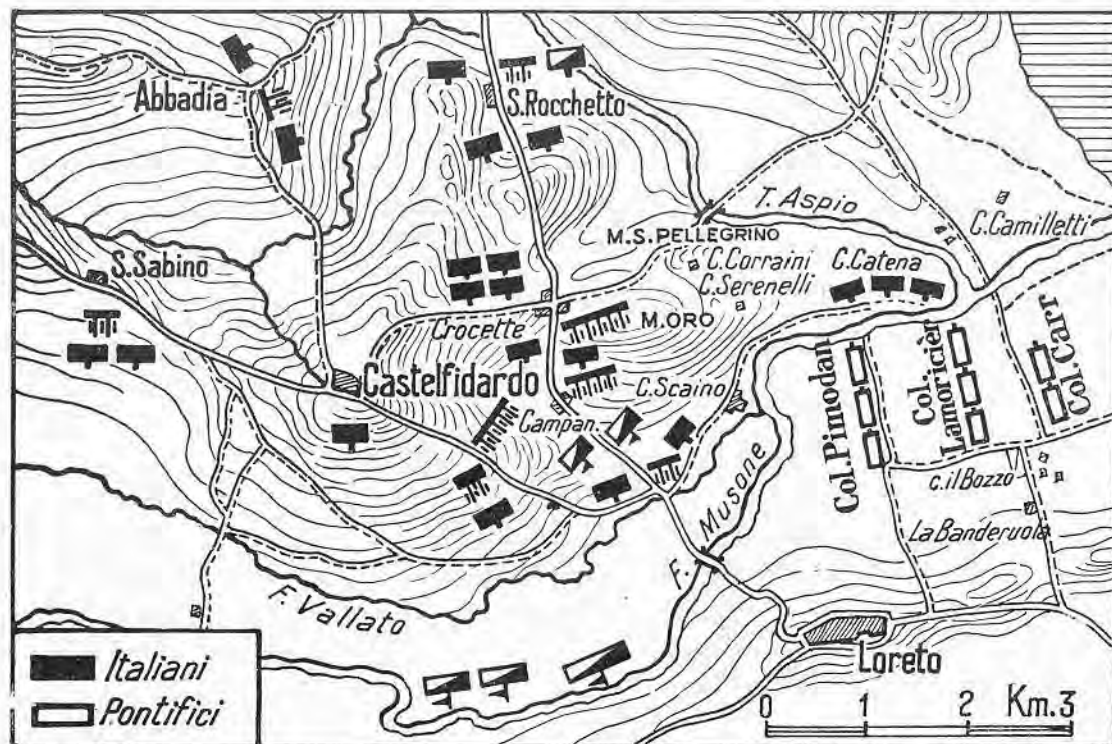 Abbadia
S. Rocchetto
T. Aspio
C. Camilletti
M.S. PELLEGRINO
S. Sabino
C. Corraini
C. Catena
C. Serenelli
Crocette
M. ORO
Castelfidardo
C. Scaino
Campan.
Col. Pimodan
Col. Lamoricièr
Col. Carr
F. Musone
c. il Bozzo
La Banderuola
F. Vallato
Loreto
Italiani
Pontifici
0 1 2 Km. 3